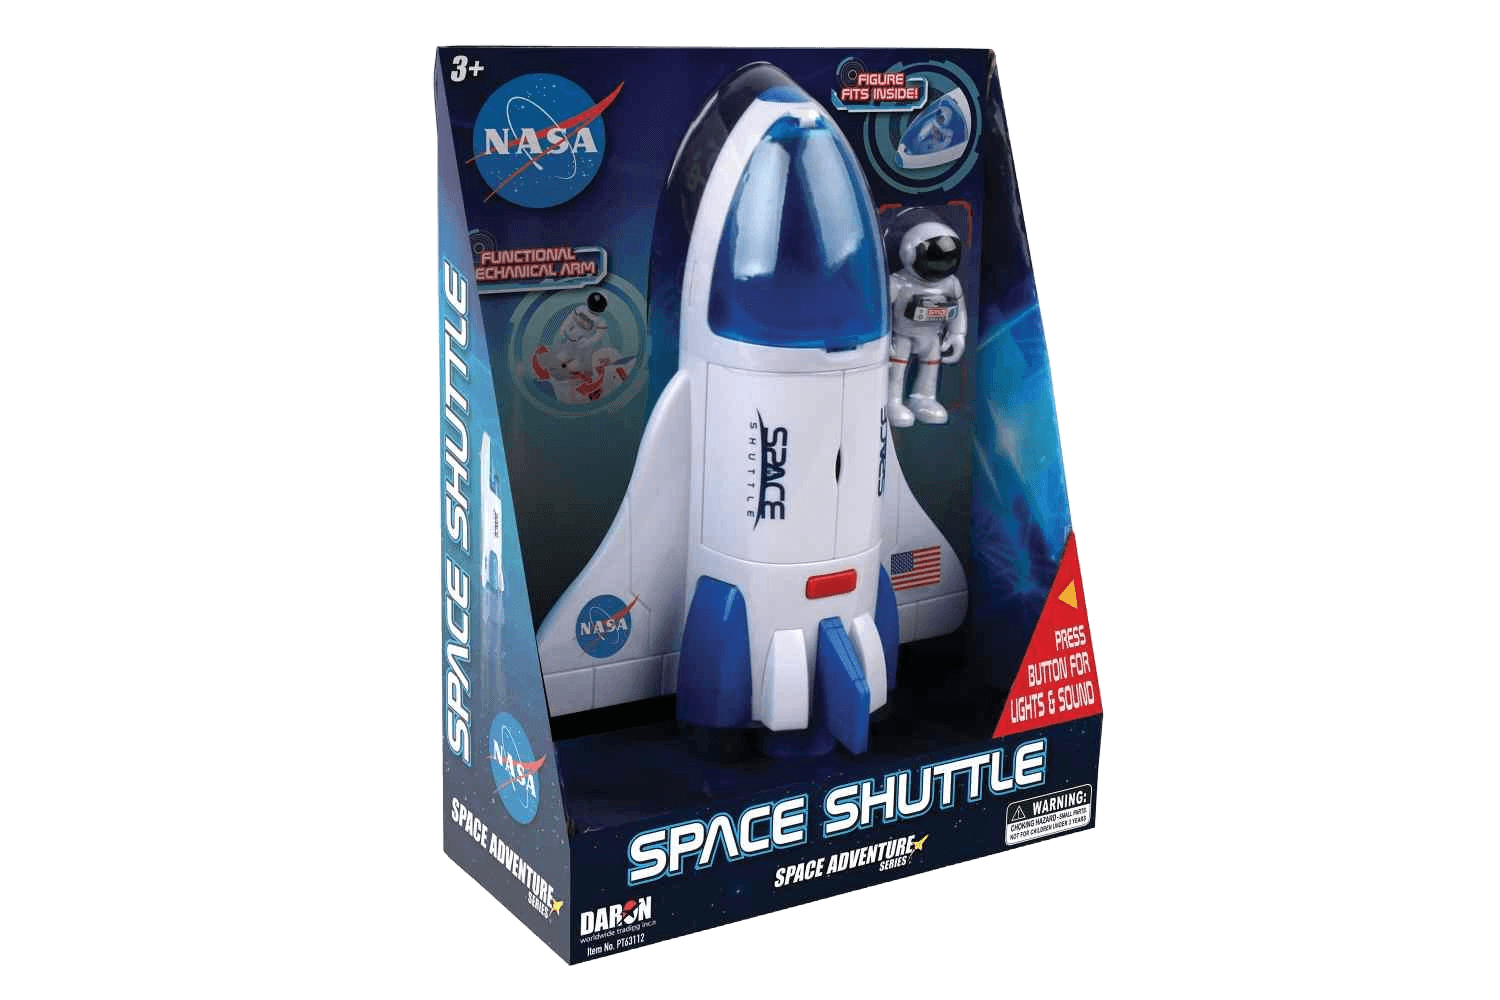 3+
NASA
FIGURE
FITS INSIDE!
FUNCTIONAL
ECHANICAL ARM
SPACE SHUTTLE
SPACE
SHUTTLE
SPACE
NASA
NASA
PRESS
BUTTON FOR
LIGHTS & SOUND
SPACE SHUTTLE
SPACE ADVENTURE
SERIES
WARNING:
CHOKING HAZARD-SMALL PARTS
NOT FOR CHILDREN UNDER 3 YEARS
SPACE ADVENTURE
SERIES
DARON
worldwide trading inc.
Item No. PT63112